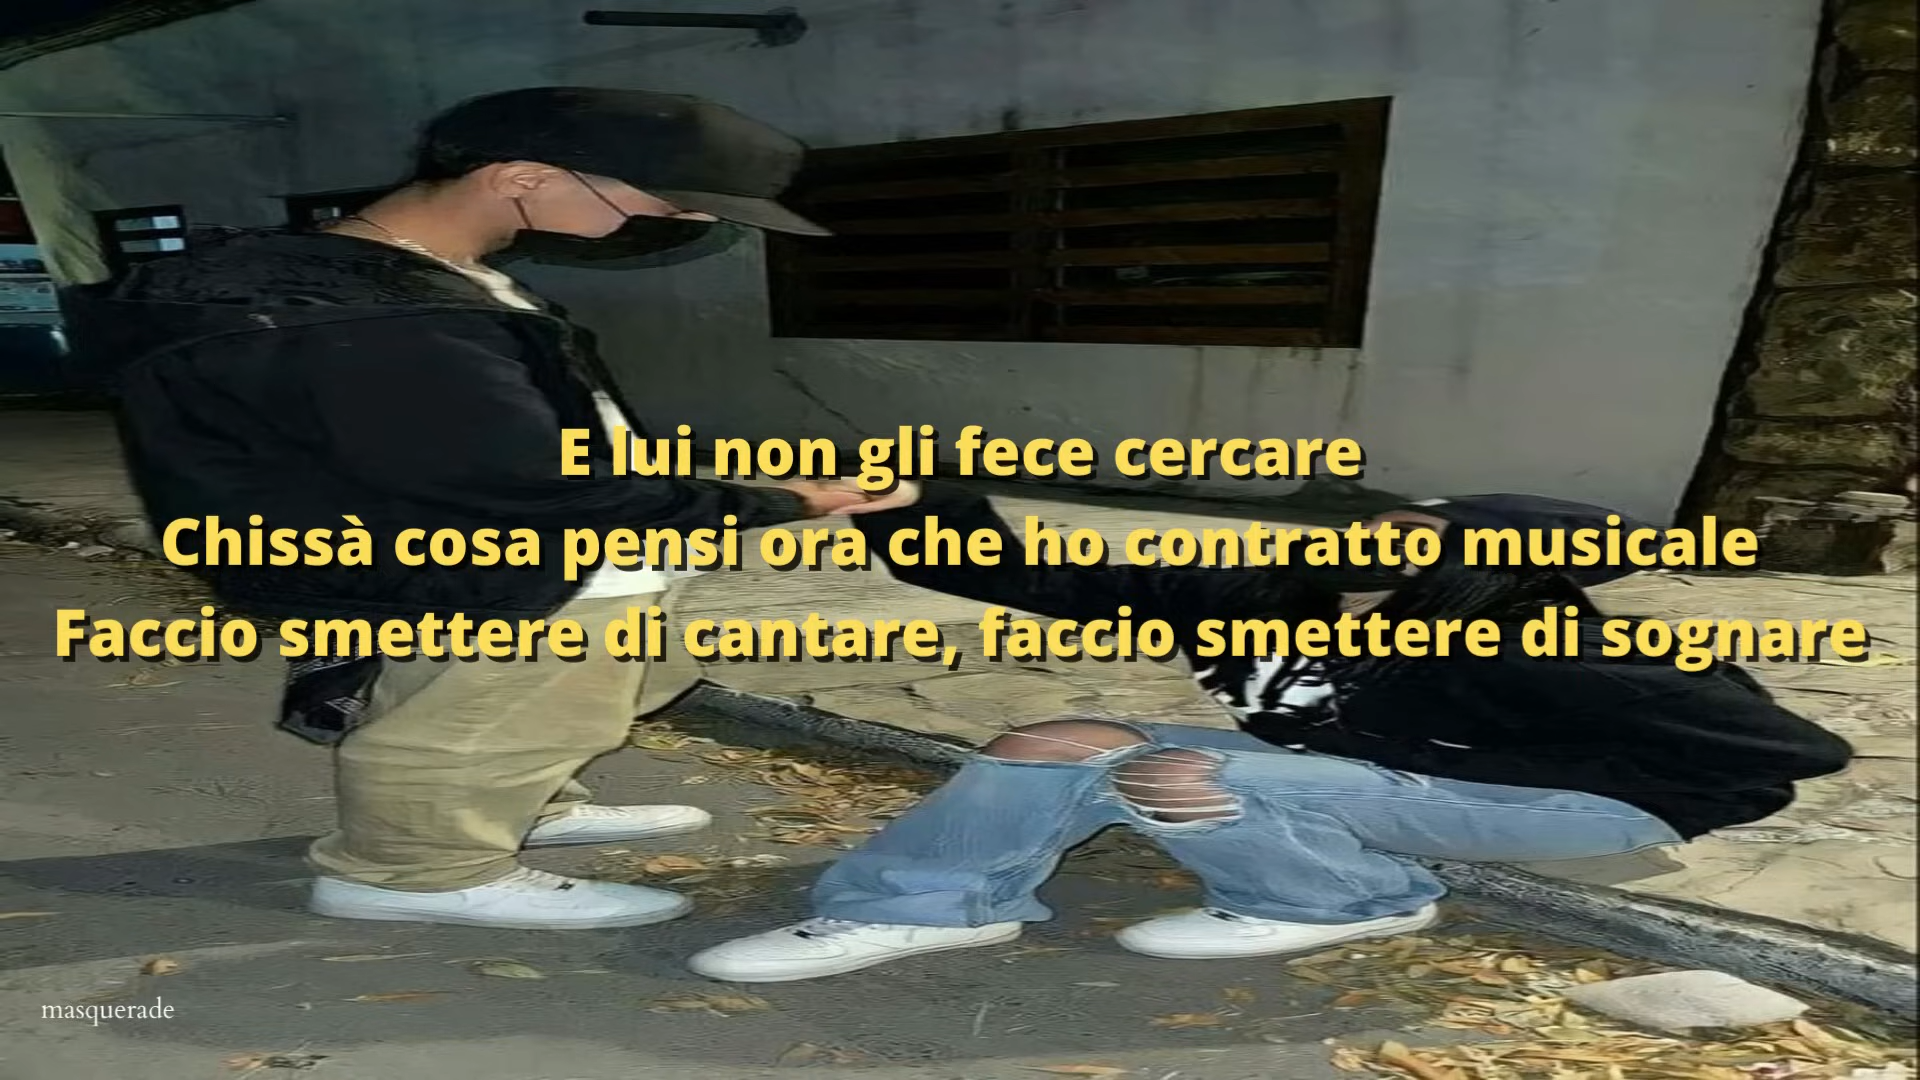 E lui non gli fece cercare
Chissà cosa pensi ora che ho contratto musicale
Faccio smettere di cantare, faccio smettere di sognare
masquerade